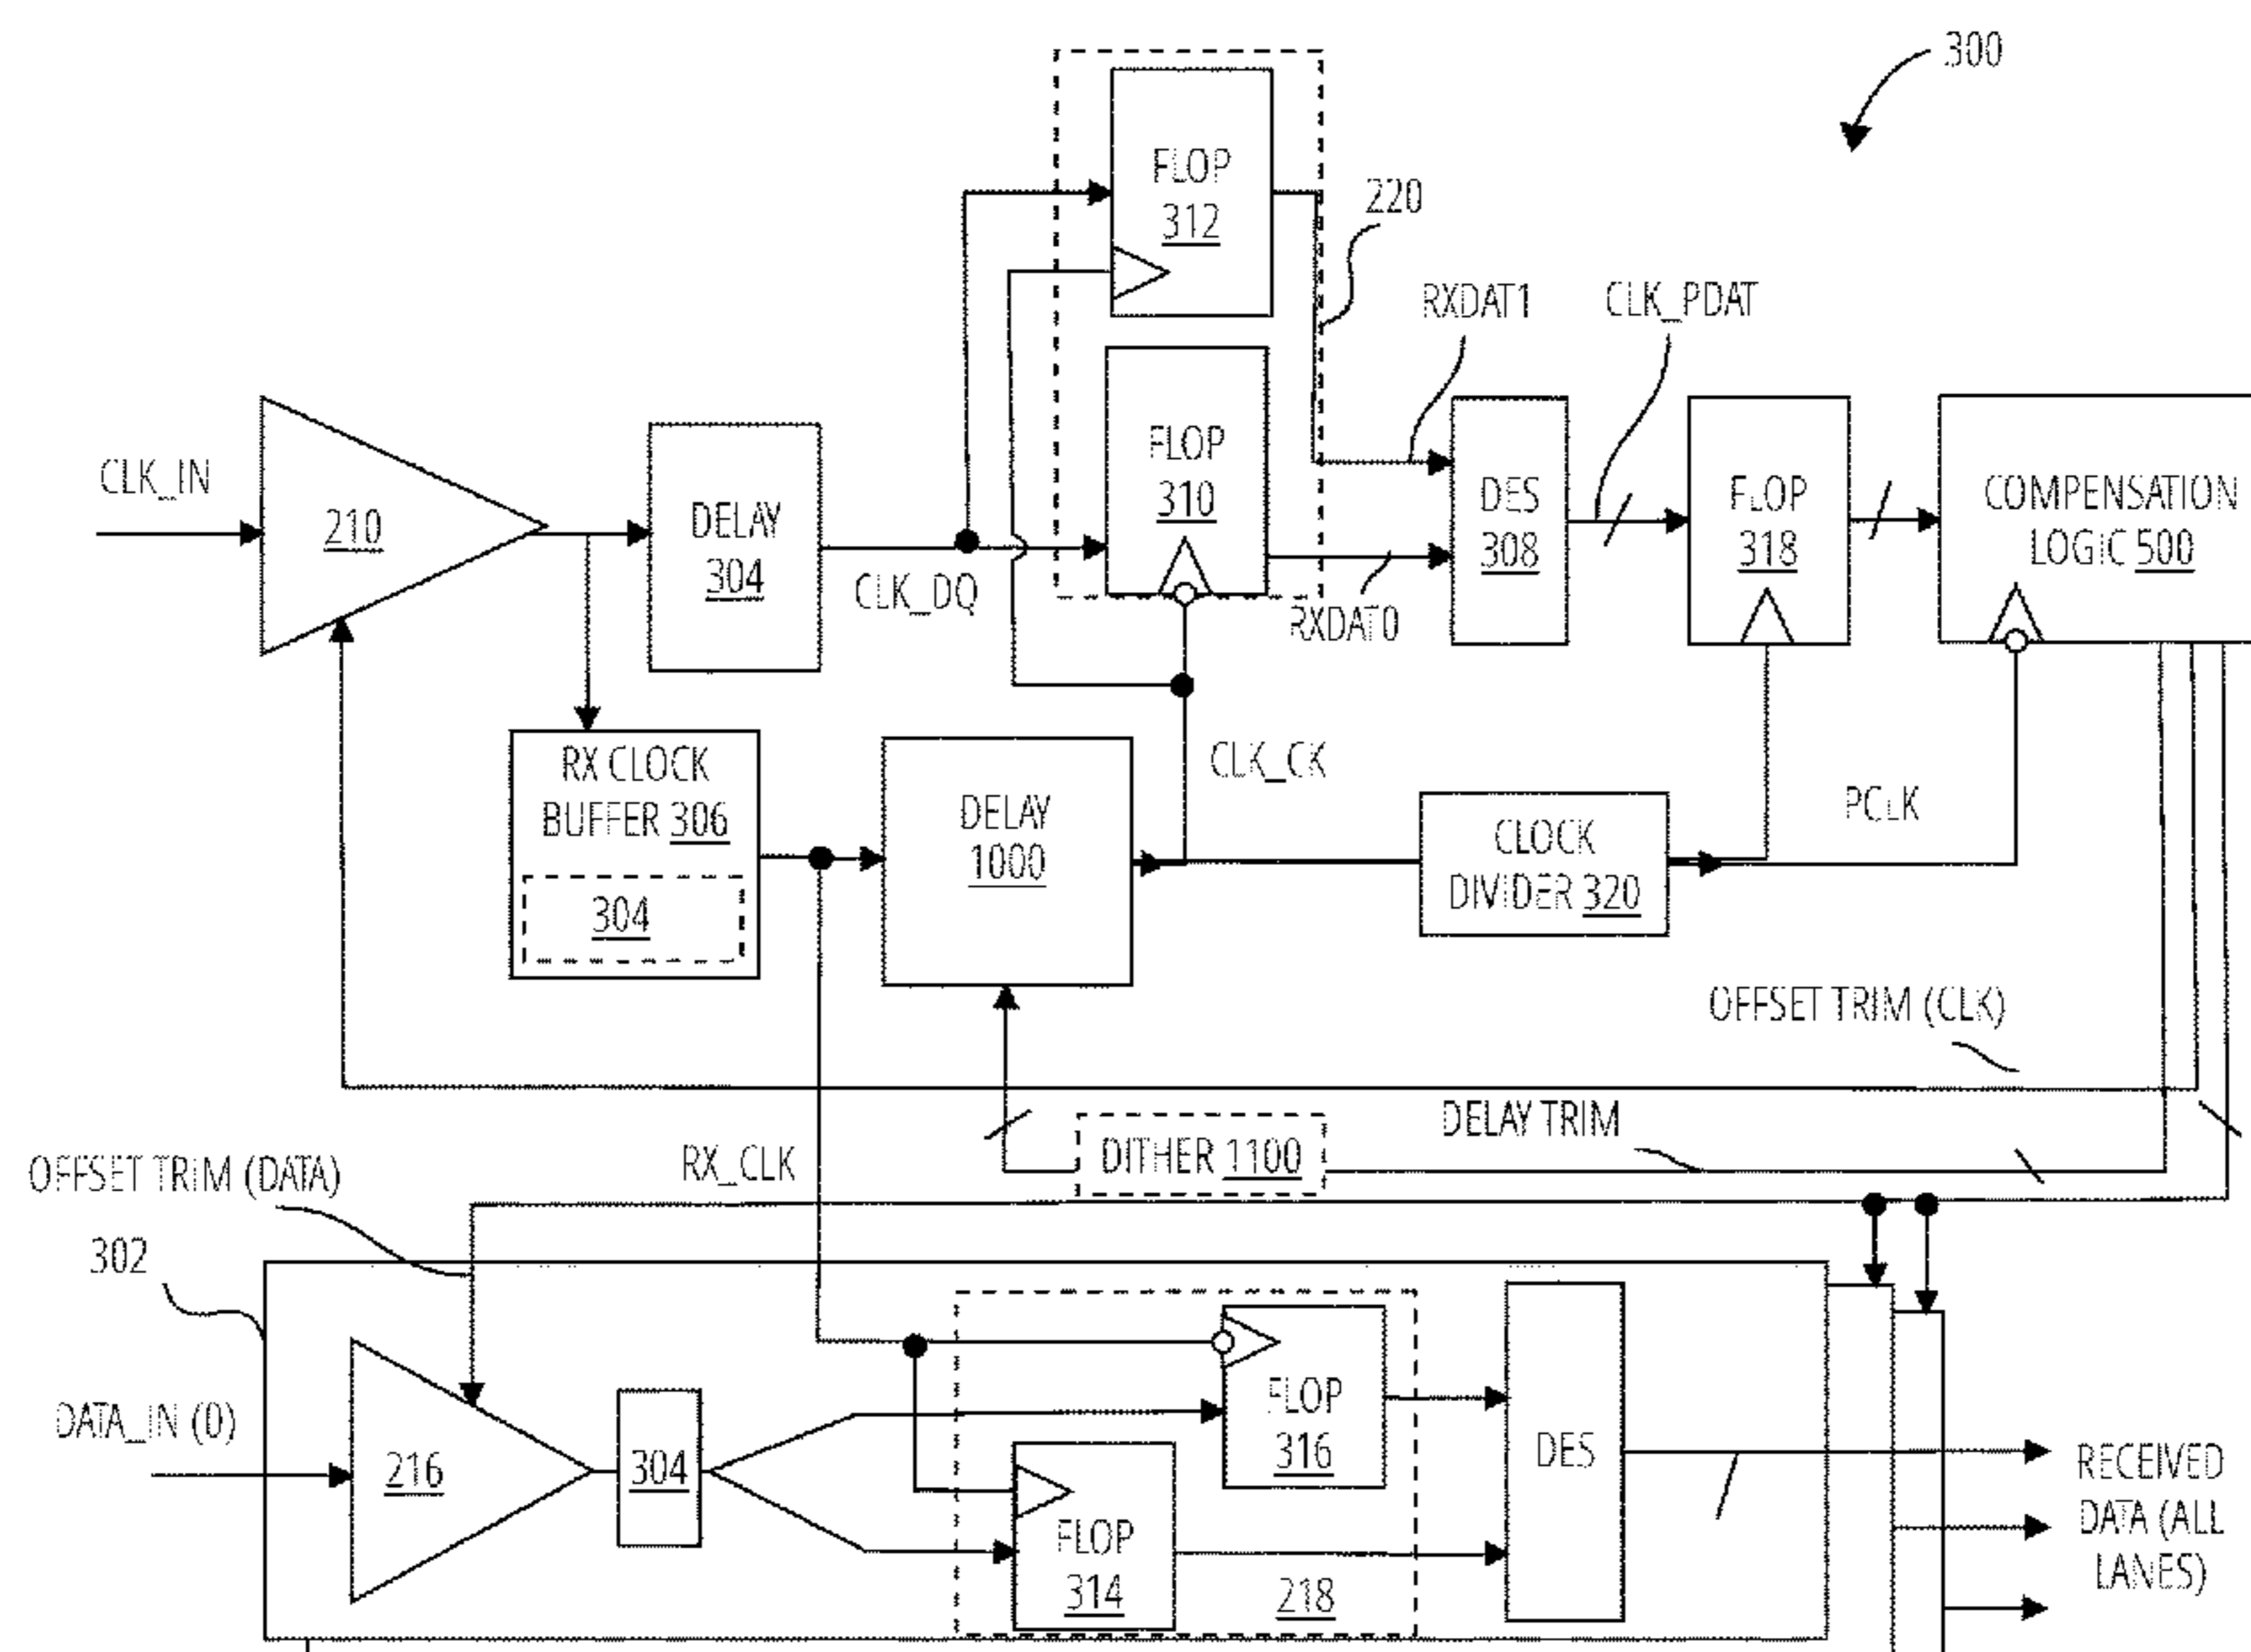 300
FLOP
312
220
RXDAT1
CLK_PDAT
CLK_IN
210
DELAY
304
CLK_DQ
FLOP
310
RXDAT0
DES
308
FLOP
318
COMPENSATION
LOGIC 500
RX CLOCK
BUFFER 306
304
DELAY
1000
CLK_CK
CLOCK
DIVIDER 320
PCLK
OFFSET TRIM (CLK)
DELAY TRIM
DITHER 1100
RX_CLK
OFFSET TRIM (DATA)
302
DATA_IN (0)
216
304
FLOP
316
FLOP
314
218
DES
RECEIVED
DATA (ALL
LANES)